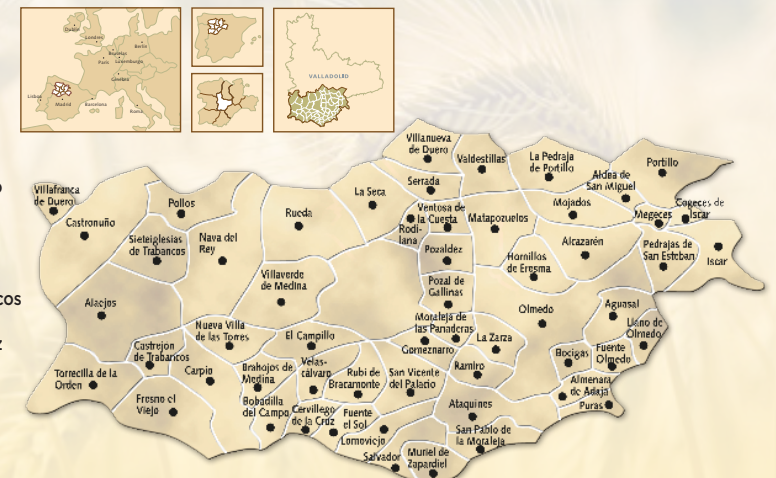 Dublín
Londres
Berlín
Bruselas
París
Luxemburgo
Ginebra
Lisboa
Madrid
Barcelona
Roma
VALLADOLID
cos
Villanueva
de Duero
Valdestillas
La Pedraja
de Portillo
Portillo
Aldea de
San Miguel
Villafranca
de Duero
Pollos
La Seca
Serrada
Castronuño
Rueda
Ventosa de
la Cuesta
Rodi-
lana
Matapozuelos
Mojados
Megeces
Cogeces de
Iscar
Sieteiglesias
de Trabancos
Nava del
Rey
Pozaldez
Hornillos
de Eresma
Alcazarén
Pedrajas de
San Esteban
Iscar
Villaverde
de Medina
Pozal de
Gallinas
Alaejos
Olmedo
Aguasal
Moraleja de
las Panaderas
Llano de
Olmedo
Nueva Villa
de las Torres
El Campillo
Gomeznarro
La Zarza
Castrejon
de Trabancos
Bocigas
Fuente
Olmedo
Torrecilla de la
Orden
Carpio
Brahojos de
Medina
Velas-
cálvaro
Rubi de
Bracamonte
San Vicente
del Palacio
Ramiro
Almenara
de Adaja
Puras
Fresno el
Viejo
Bobadilla
del Campo
Cervillego
de la Cruz
Fuente
el Sol
Ataquines
Lomoviejo
San Pablo de
la Moraleja
Salvador
Muriel de
Zapardiel